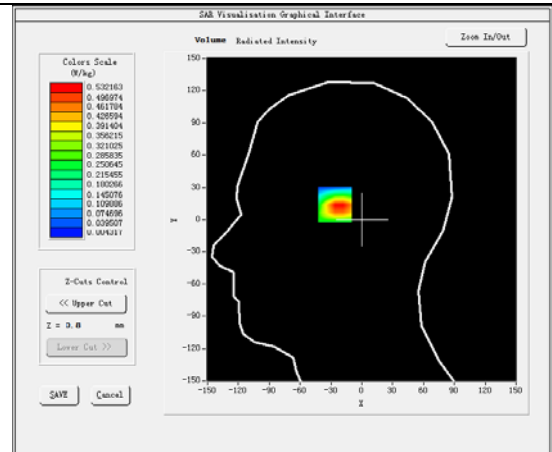 SAR Visualisation Graphical Interface
Volume Radiated Intensity
Zoom In/Out
Colors Scale
(W/kg)
0.532163
0.496974
0.461784
0.426594
0.391404
0.356215
0.321025
0.285835
0.250645
0.215455
0.180266
0.145076
0.109886
0.074696
0.039507
0.004317
Z-Cuts Control
<< Upper Cut
mm
Lower Cut >>
SAVE
Cancel
150
120
90
60
30
0
-30
-60
-90
-120
-150
Y
-150 -120 -90 -60 -30 0 30 60 90 120 150
X